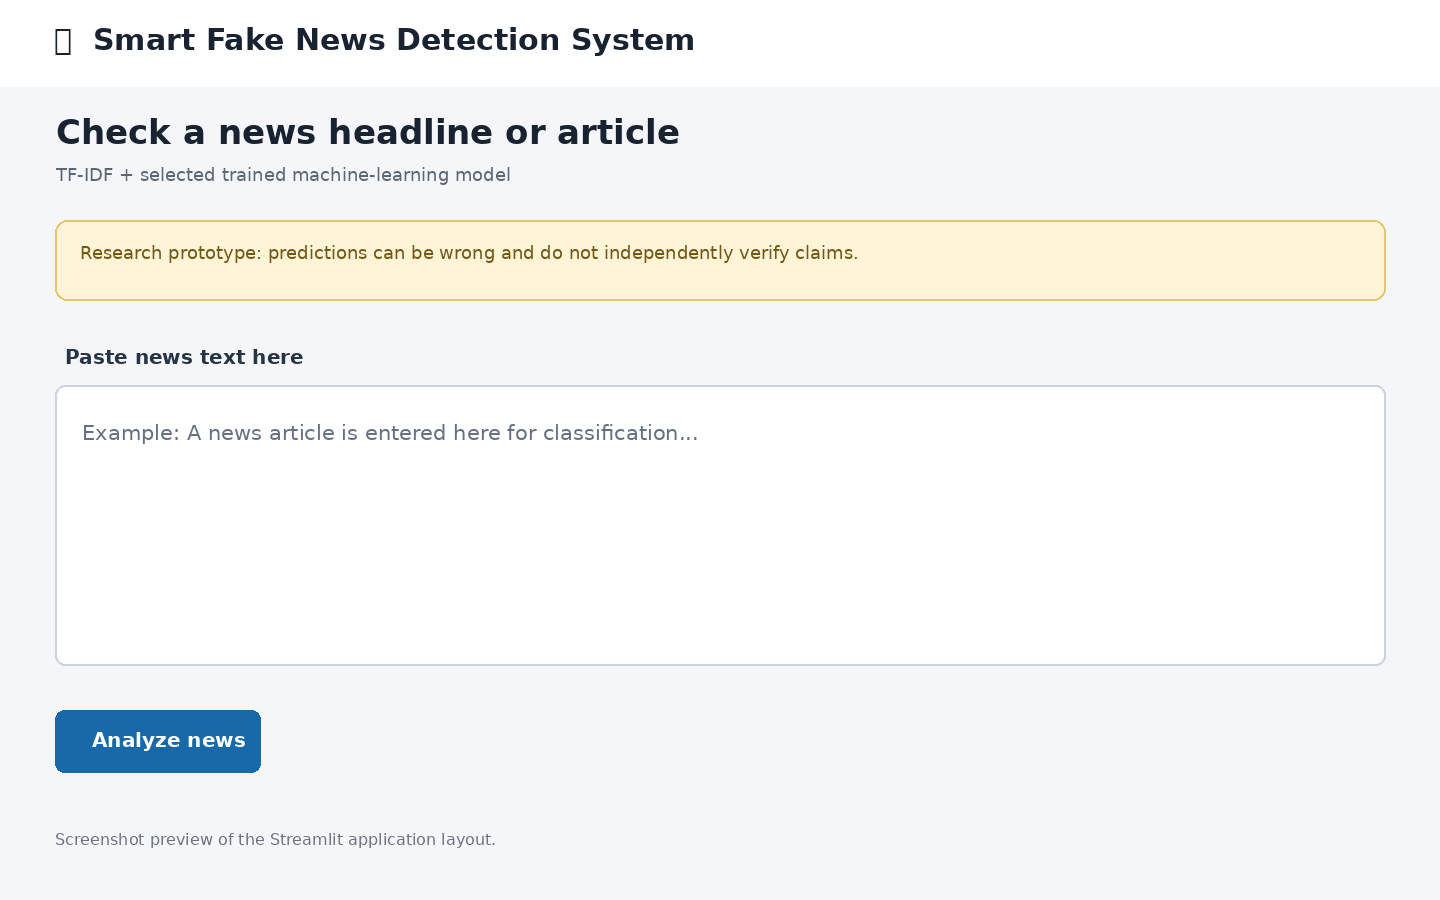 Smart Fake News Detection System
Check a news headline or article
TF-IDF + selected trained machine-learning model
Research prototype: predictions can be wrong and do not independently verify claims.
Paste news text here
Example: A news article is entered here for classification...
Analyze news
Screenshot preview of the Streamlit application layout.